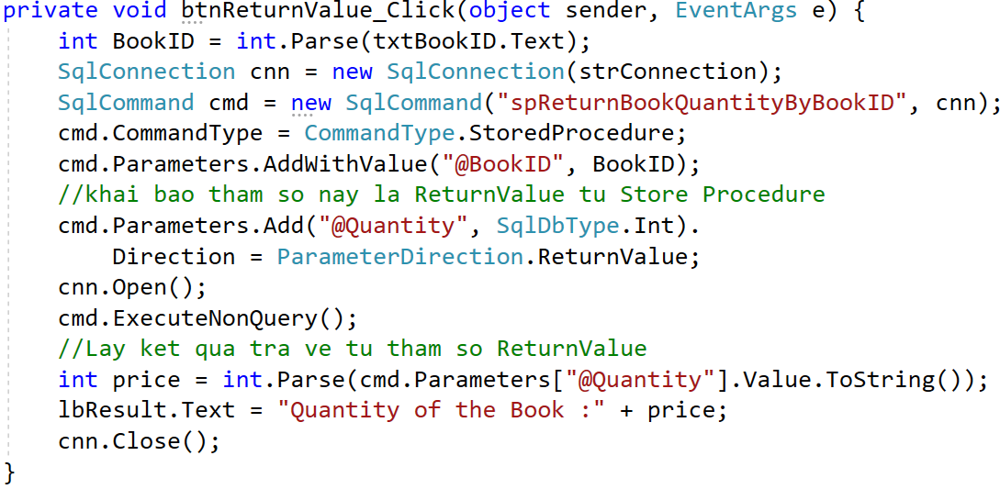 private void btnReturnValue_Click(object sender, EventArgs e) {
    int BookID = int.Parse(txtBookID.Text);
    SqlConnection cnn = new SqlConnection(strConnection);
    SqlCommand cmd = new SqlCommand("spReturnBookQuantityByBookID", cnn);
    cmd.CommandType = CommandType.StoredProcedure;
    cmd.Parameters.AddWithValue("@BookID", BookID);
    //khai bao tham so nay la ReturnValue tu Store Procedure
    cmd.Parameters.Add("@Quantity", SqlDbType.Int).
        Direction = ParameterDirection.ReturnValue;
    cnn.Open();
    cmd.ExecuteNonQuery();
    //Lay ket qua tra ve tu tham so ReturnValue
    int price = int.Parse(cmd.Parameters["@Quantity"].Value.ToString());
    lbResult.Text = "Quantity of the Book :" + price;
    cnn.Close();
}